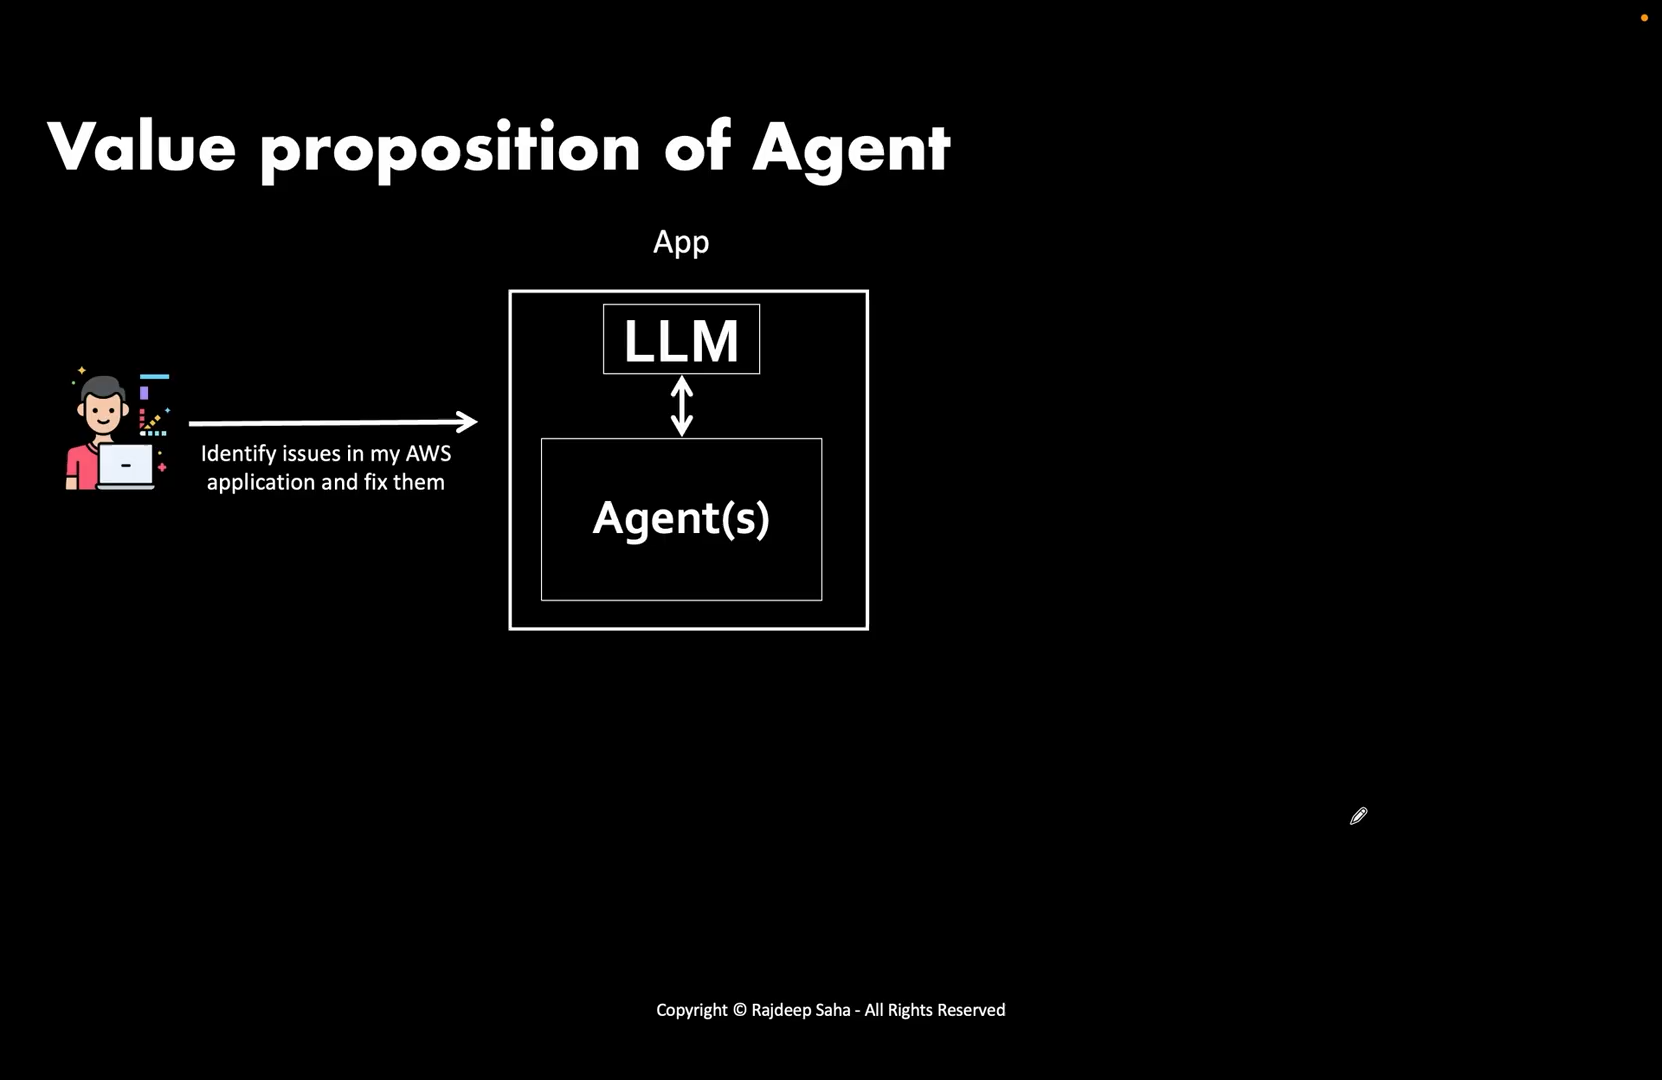 Value proposition of Agent
App
LLM
Identify issues in my AWS
application and fix them
Agent(s)
Copyright © Rajdeep Saha - All Rights Reserved